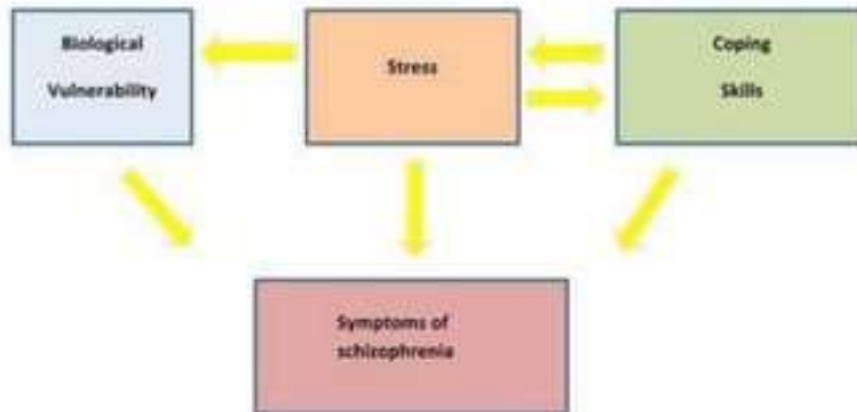 Biological
Vulnerability
Stress
Coping
Skills
Symptoms of
schizophrenia